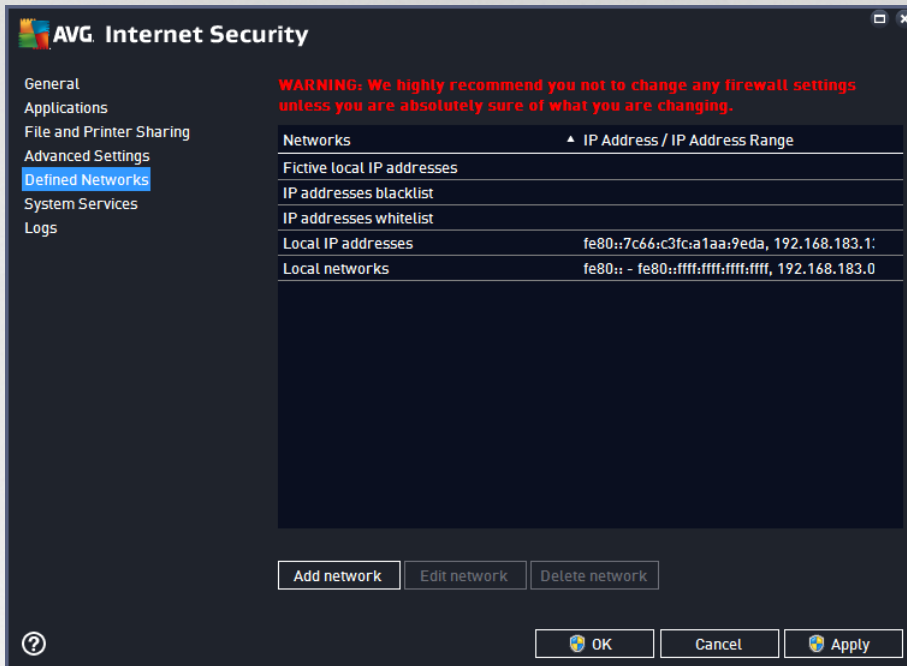 AVG Internet Security
General
Applications
File and Printer Sharing
Advanced Settings
Defined Networks
System Services
Logs
WARNING: We highly recommend you not to change any firewall settings
unless you are absolutely sure of what you are changing.
Networks IP Address / IP Address Range
Fictive local IP addresses
IP addresses blacklist
IP addresses whitelist
Local IP addresses fe80::7c66:c3fc:a1aa:9eda, 192.168.183.1:
Local networks fe80:: - fe80::ffff:ffff:ffff:ffff, 192.168.183.0
Add network Edit network Delete network
? OK Cancel Apply